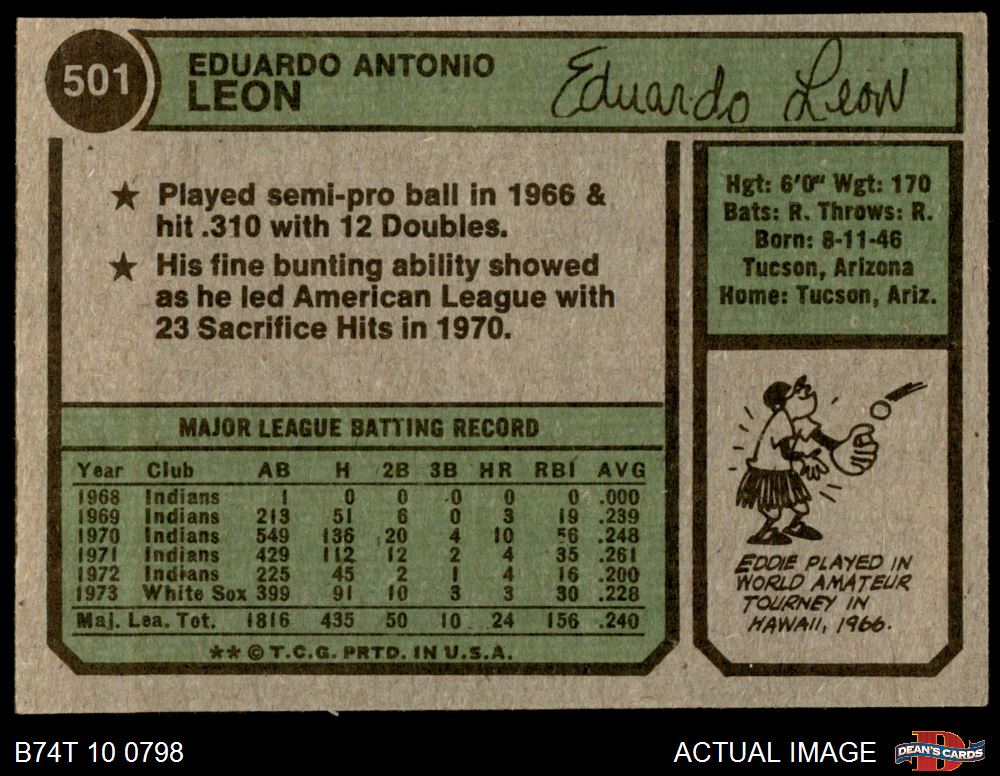 501
EDUARDO ANTONIO
LEON
Eduardo Leon
★ Played semi-pro ball in 1966 &
hit .310 with 12 Doubles.
★ His fine bunting ability showed
as he led American League with
23 Sacrifice Hits in 1970.
Hgt: 6'0" Wgt: 170
Bats: R. Throws: R.
Born: 8-11-46
Tucson, Arizona
Home: Tucson, Ariz.
MAJOR LEAGUE BATTING RECORD
Year Club AB H 2B 3B HR RBI AVG
1968 Indians 1 0 0 0 0 0 .000
1969 Indians 213 51 6 0 3 19 .239
1970 Indians 549 136 20 4 10 56 .248
1971 Indians 429 112 12 2 4 35 .261
1972 Indians 225 45 2 1 4 16 .200
1973 White Sox 399 91 10 3 3 30 .228
Maj. Lea. Tot. 1816 435 50 10 24 156 .240
** © T.C.G. PRTD. IN U.S.A.
EDDIE PLAYED IN
WORLD AMATEUR
TOURNEY IN
HAWAII, 1966.
B74T 10 0798
ACTUAL IMAGE
DEAN'S CARDS